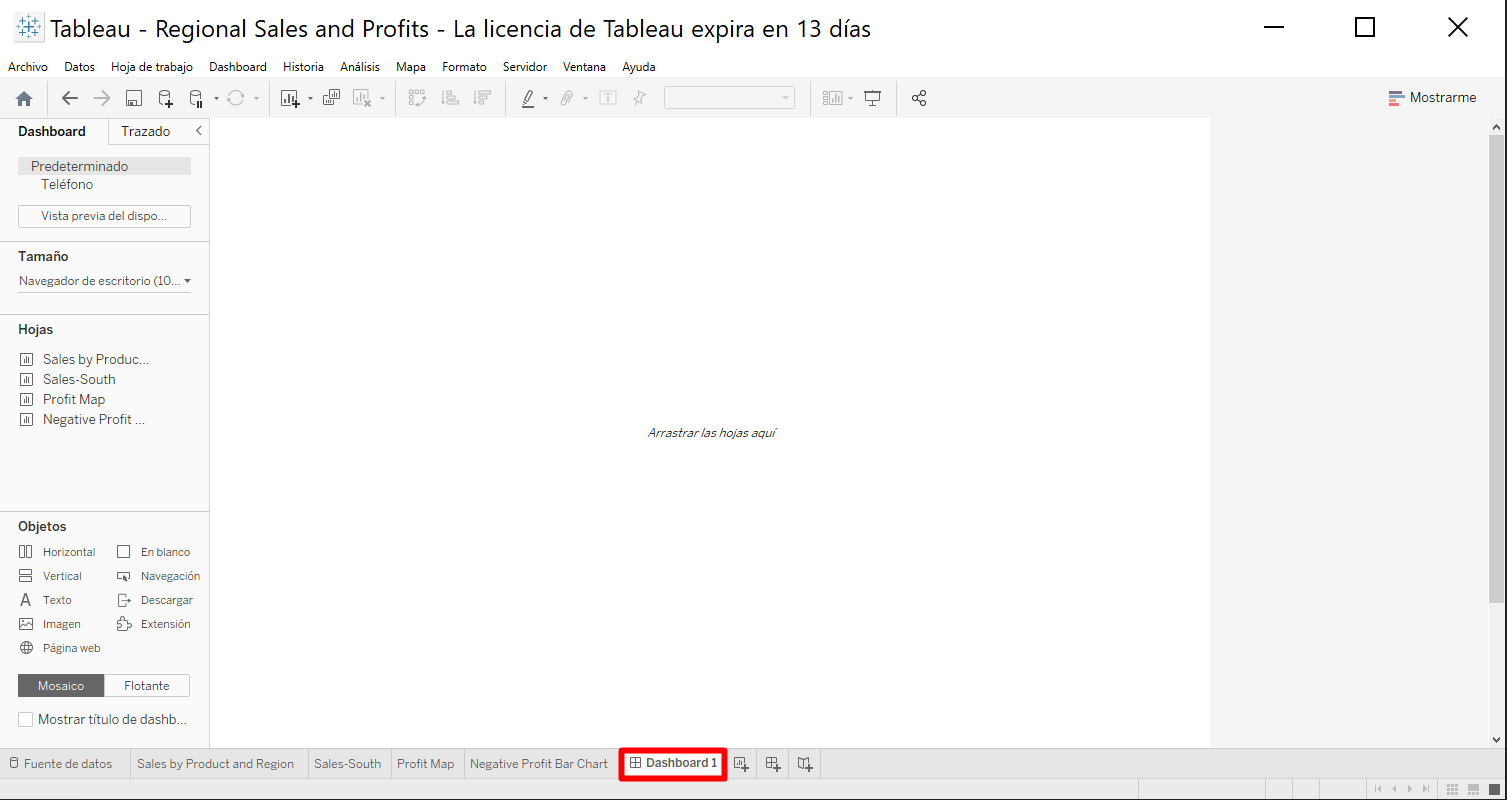 Tableau - Regional Sales and Profits - La licencia de Tableau expira en 13 días
Archivo Datos Hoja de trabajo Dashboard Historia Análisis Mapa Formato Servidor Ventana Ayuda
Mostrarme
Dashboard Trazado
Predeterminado
Teléfono
Vista previa del dispo...
Tamaño
Navegador de escritorio (10...
Hojas
Sales by Produc...
Sales-South
Profit Map
Negative Profit ...
Arrastrar las hojas aquí
Objetos
Horizontal En blanco
Vertical Navegación
Texto Descargar
Imagen Extensión
Página web
Mosaico Flotante
Mostrar título de dashb...
Fuente de datos Sales by Product and Region Sales-South Profit Map Negative Profit Bar Chart Dashboard 1